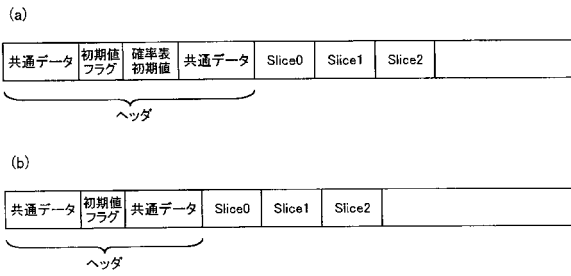 (a)
共通データ 初期値フラグ 確率表初期値 共通データ Slice0 Slice1 Slice2
ヘッダ
(b)
共通データ 初期値フラグ 共通データ Slice0 Slice1 Slice2
ヘッダ